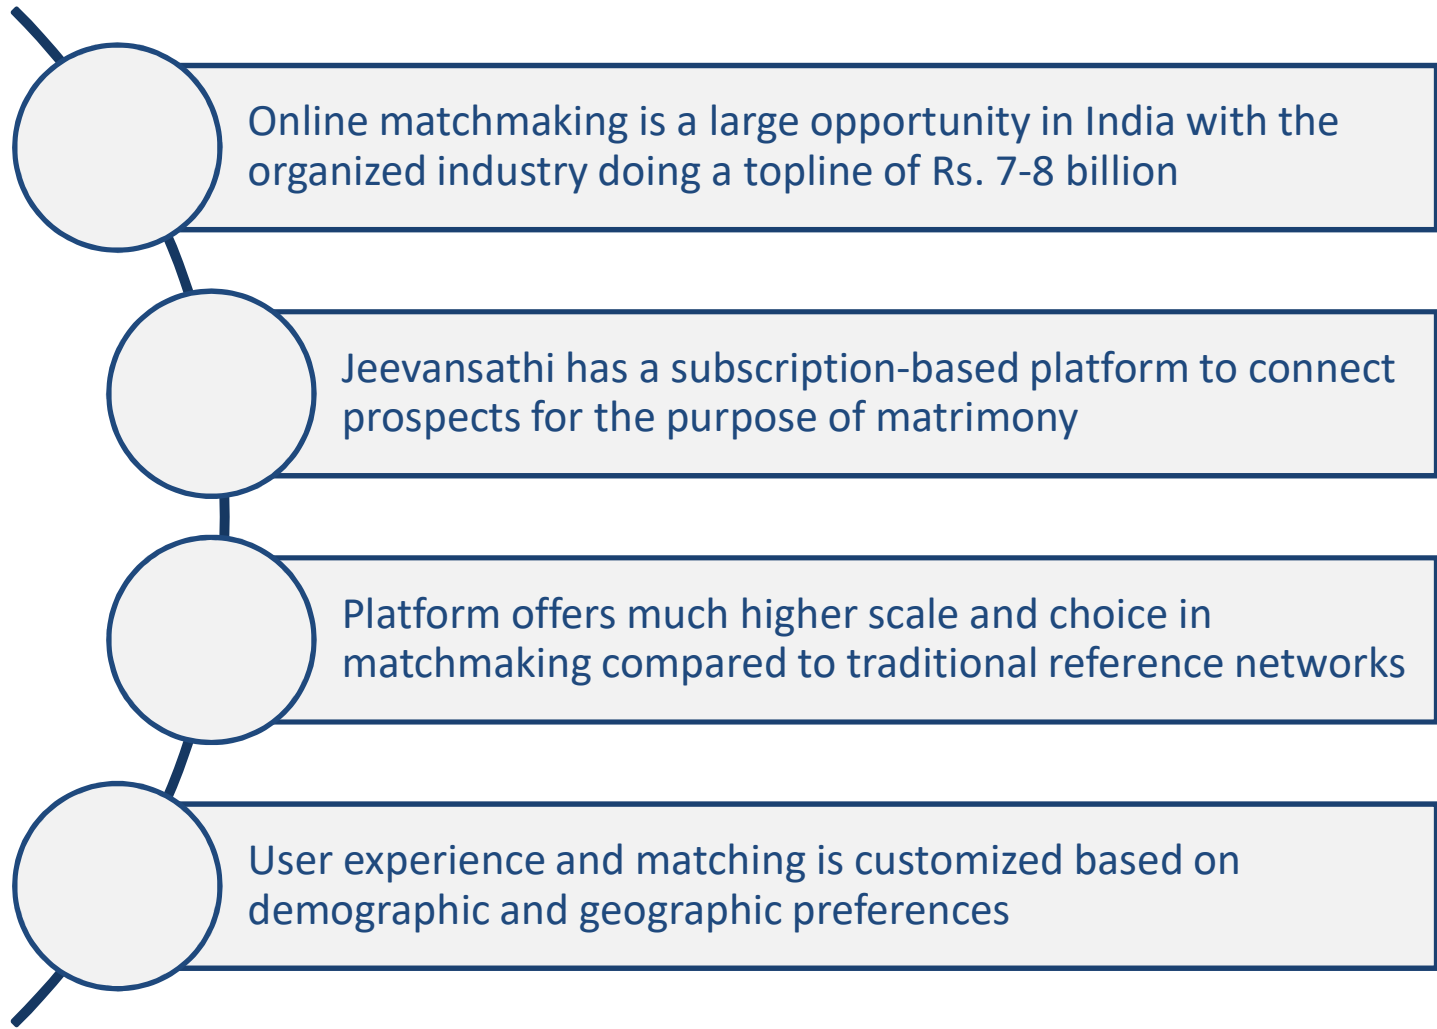 Online matchmaking is a large opportunity in India with the
organized industry doing a topline of Rs. 7-8 billion
Jeevansathi has a subscription-based platform to connect
prospects for the purpose of matrimony
Platform offers much higher scale and choice in
matchmaking compared to traditional reference networks
User experience and matching is customized based on
demographic and geographic preferences